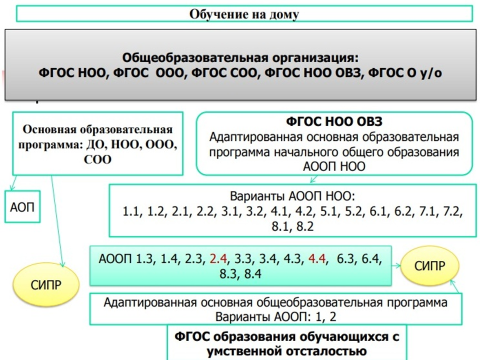 Обучение на дому
Общеобразовательная организация:
ФГОС НОО, ФГОС ООО, ФГОС СОО, ФГОС НОО ОВЗ, ФГОС О у/о
Основная образовательная
программа: ДО, НОО, ООО,
СОО
ФГОС НОО ОВЗ
Адаптированная основная образовательная
программа начального общего образования
АООП НОО
АОП
Варианты АООП НОО:
1.1, 1.2, 2.1, 2.2, 3.1, 3.2, 4.1, 4.2, 5.1, 5.2, 6.1, 6.2, 7.1, 7.2,
8.1, 8.2
АООП 1.3, 1.4, 2.3, 2.4, 3.3, 3.4, 4.3, 4.4, 6.3, 6.4,
8.3, 8.4
СИПР
СИПР
Адаптированная основная общеобразовательная программа
Варианты АООП: 1, 2
ФГОС образования обучающихся с
умственной отсталостью